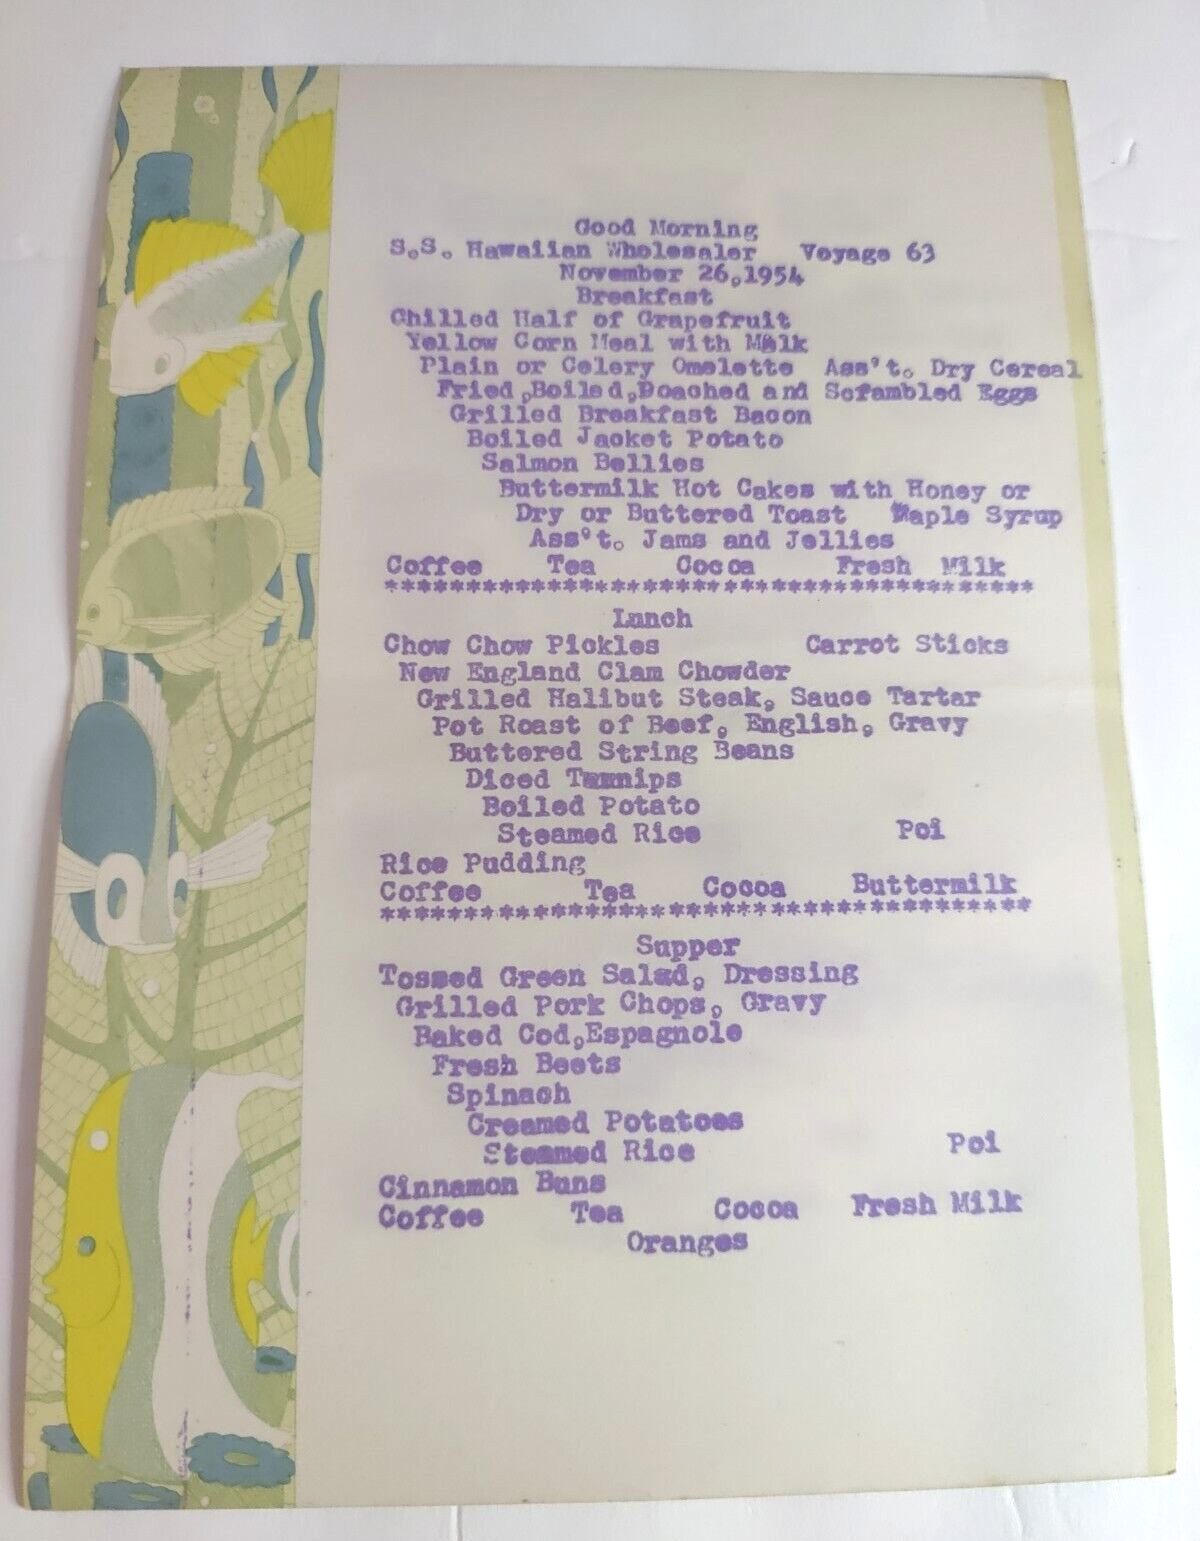 Good Morning
S.S. Hawaiian Wholesaler Voyage 63
November 26,1954
Breakfast
Chilled Half of Grapefruit
Yellow Corn Meal with Milk
Plain or Celery Omelette Ass't. Dry Cereal
Fried,Boiled,Poached and Scrambled Eggs
Grilled Breakfast Bacon
Boiled Jacket Potato
Salmon Bellies
Buttermilk Hot Cakes with Honey or
Dry or Buttered Toast Maple Syrup
Ass't. Jams and Jellies
Coffee Tea Cocoa Fresh Milk
******************************************
Lunch
Chow Chow Pickles Carrot Sticks
New England Clam Chowder
Grilled Halibut Steak, Sauce Tartar
Pot Roast of Beef, English, Gravy
Buttered String Beans
Diced Turnips
Boiled Potato
Steamed Rice Poi
Rice Pudding
Coffee Tea Cocoa Buttermilk
******************************************
Supper
Tossed Green Salad, Dressing
Grilled Pork Chops, Gravy
Baked Cod,Espagnole
Fresh Beets
Spinach
Creamed Potatoes
Steamed Rice Poi
Cinnamon Buns
Coffee Tea Cocoa Fresh Milk
Oranges